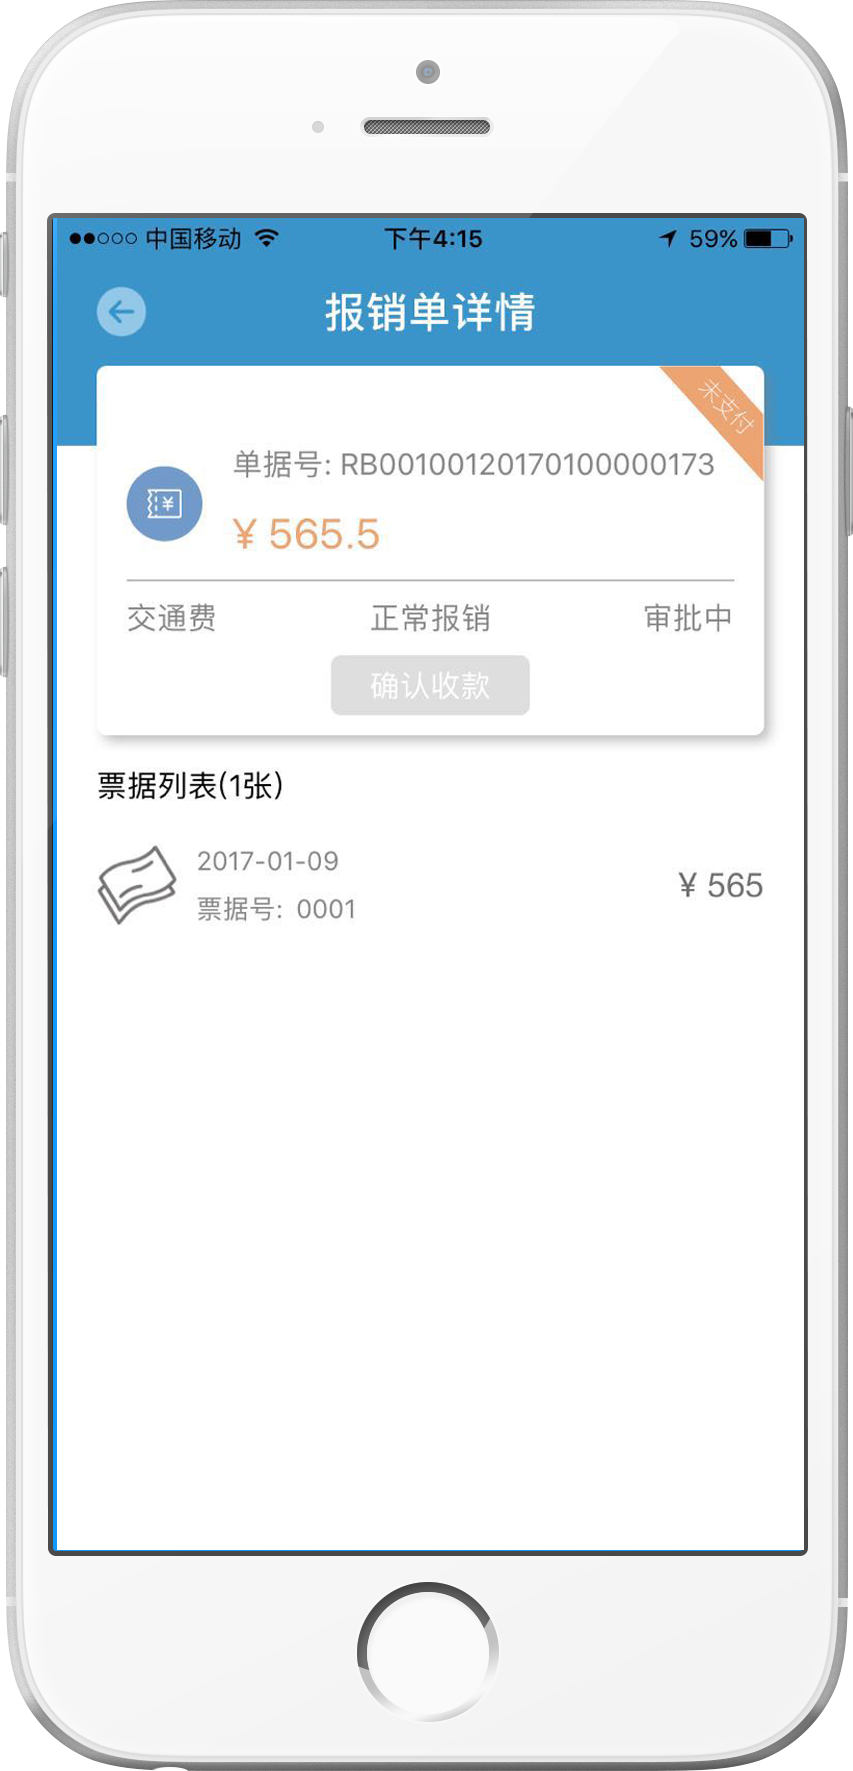 中国移动 下午4:15 59%
报销单详情
未支付
单据号: RB00100120170100000173
¥ 565.5
交通费 正常报销 审批中
确认收款
票据列表(1张)
2017-01-09
¥ 565
票据号: 0001